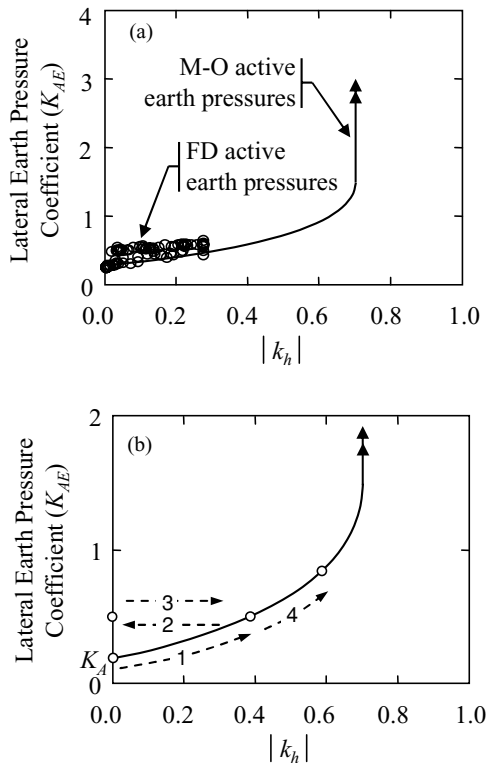 4
(a)
M-O active
earth pressures
3
FD active
earth pressures
2
1
0
Lateral Earth Pressure
Coefficient (K_AE)
0.0 0.2 0.4 0.6 0.8 1.0
|k_h|
2
(b)
1
3
2
4
1
K_A
0
Lateral Earth Pressure
Coefficient (K_AE)
0.0 0.2 0.4 0.6 0.8 1.0
|k_h|